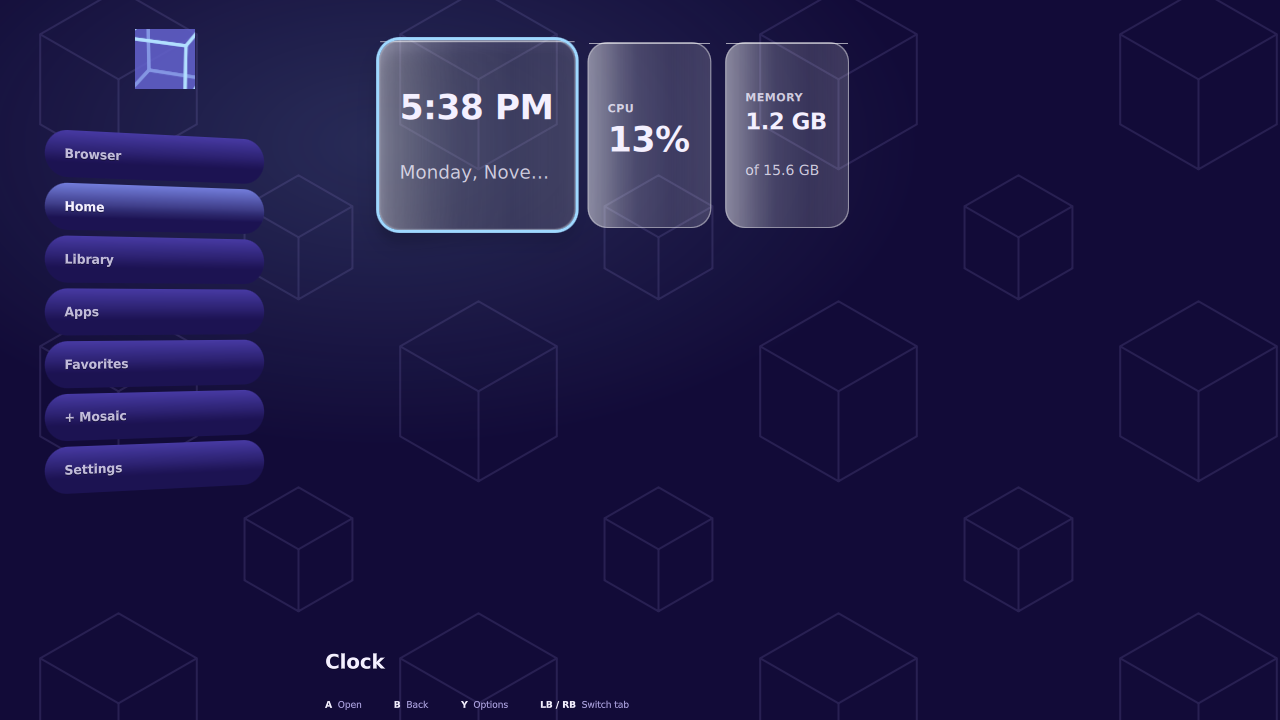 Browser
Home
Library
Apps
Favorites
+ Mosaic
Settings
5:38 PM
Monday, Nove...
CPU
13%
MEMORY
1.2 GB
of 15.6 GB
Clock
A Open B Back Y Options LB / RB Switch tab